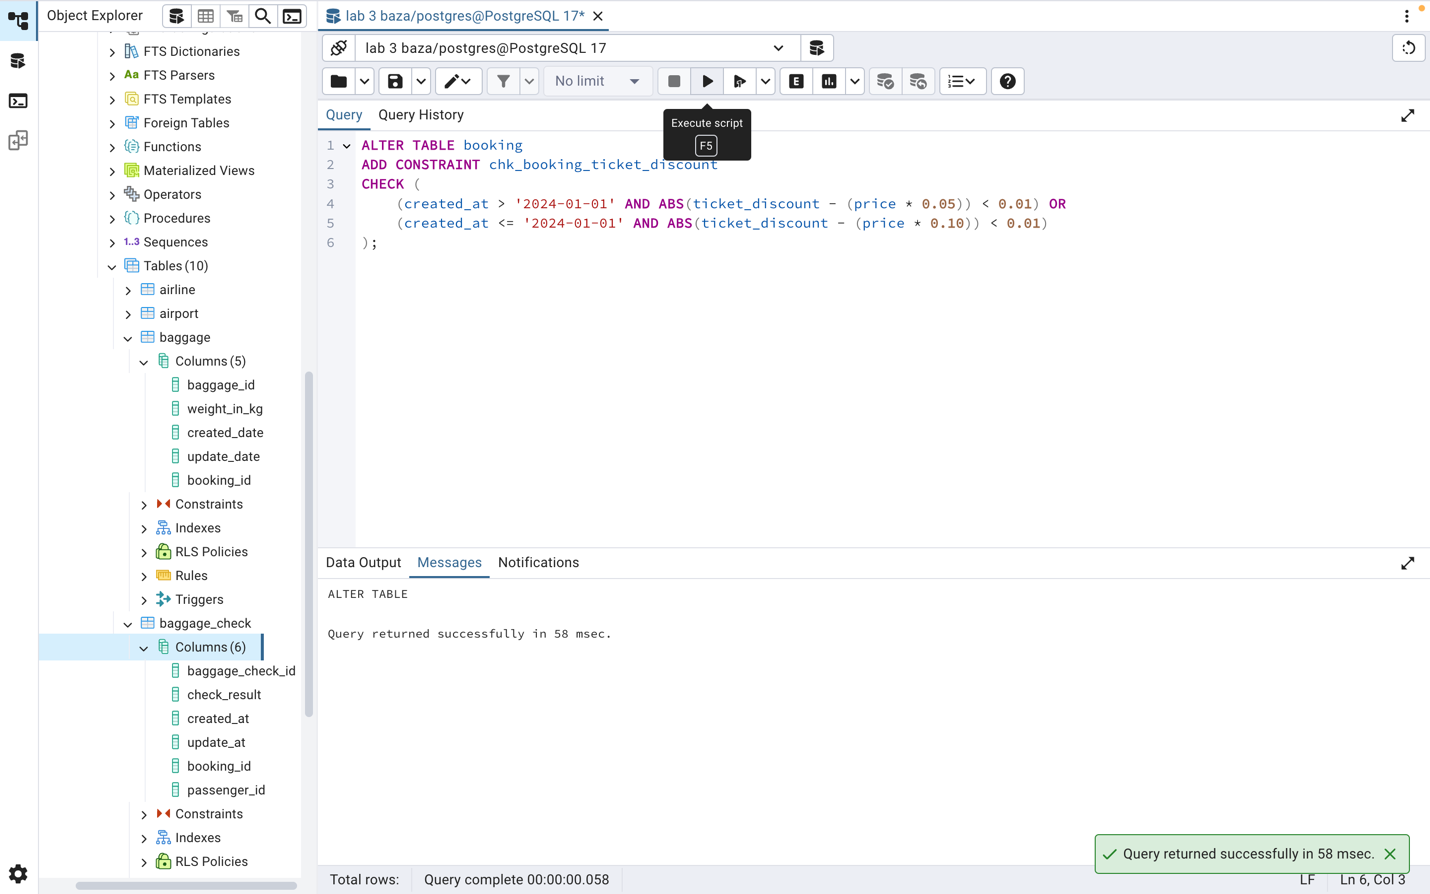 Object Explorer
lab 3 baza/postgres@PostgreSQL 17*
lab 3 baza/postgres@PostgreSQL 17
No limit
E
Query
Query History
Execute script
F5
FTS Dictionaries
Aa FTS Parsers
FTS Templates
Foreign Tables
Functions
Materialized Views
Operators
Procedures
1..3 Sequences
Tables (10)
airline
airport
baggage
Columns (5)
baggage_id
weight_in_kg
created_date
update_date
booking_id
Constraints
Indexes
RLS Policies
Rules
Triggers
baggage_check
Columns (6)
baggage_check_id
check_result
created_at
update_at
booking_id
passenger_id
Constraints
Indexes
RLS Policies
1 ALTER TABLE booking
2 ADD CONSTRAINT chk_booking_ticket_discount
3 CHECK (
4 (created_at > '2024-01-01' AND ABS(ticket_discount - (price * 0.05)) < 0.01) OR
5 (created_at <= '2024-01-01' AND ABS(ticket_discount - (price * 0.10)) < 0.01)
6 );
Data Output
Messages
Notifications
ALTER TABLE
Query returned successfully in 58 msec.
Query returned successfully in 58 msec.
Total rows:
Query complete 00:00:00.058
LF
Ln 6, Col 3